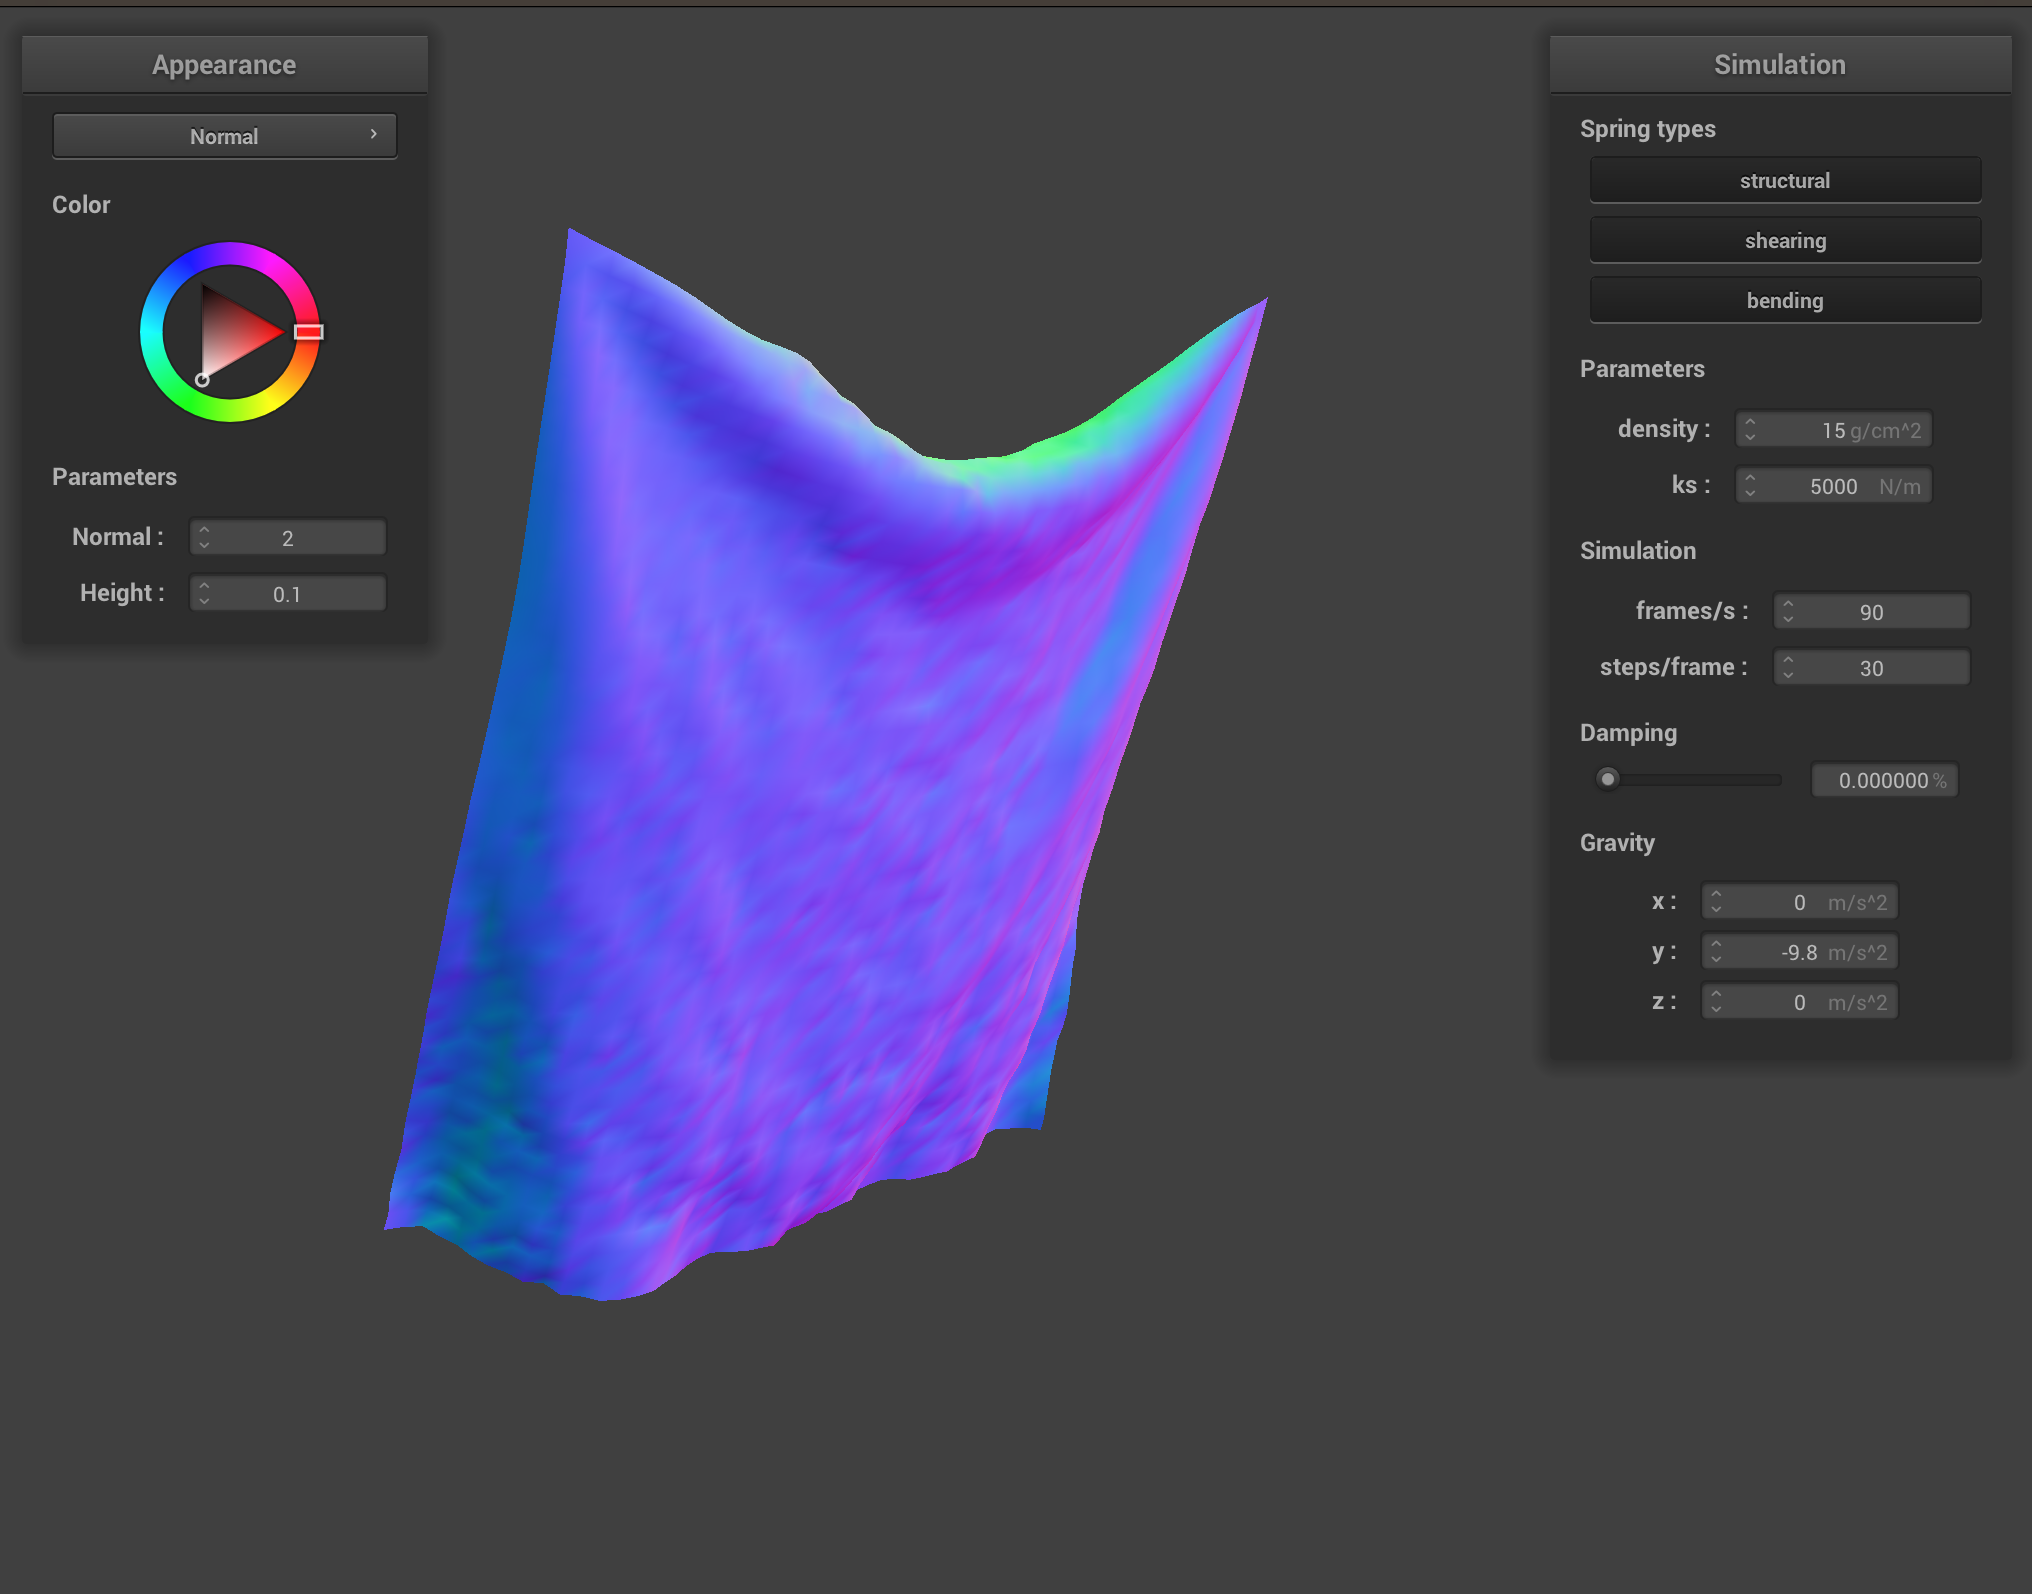 Appearance
Normal
Color
Parameters
Normal : 2
Height : 0.1
Simulation
Spring types
structural
shearing
bending
Parameters
density : 15 g/cm^2
ks : 5000 N/m
Simulation
frames/s : 90
steps/frame : 30
Damping
0.000000 %
Gravity
x : 0 m/s^2
y : -9.8 m/s^2
z : 0 m/s^2